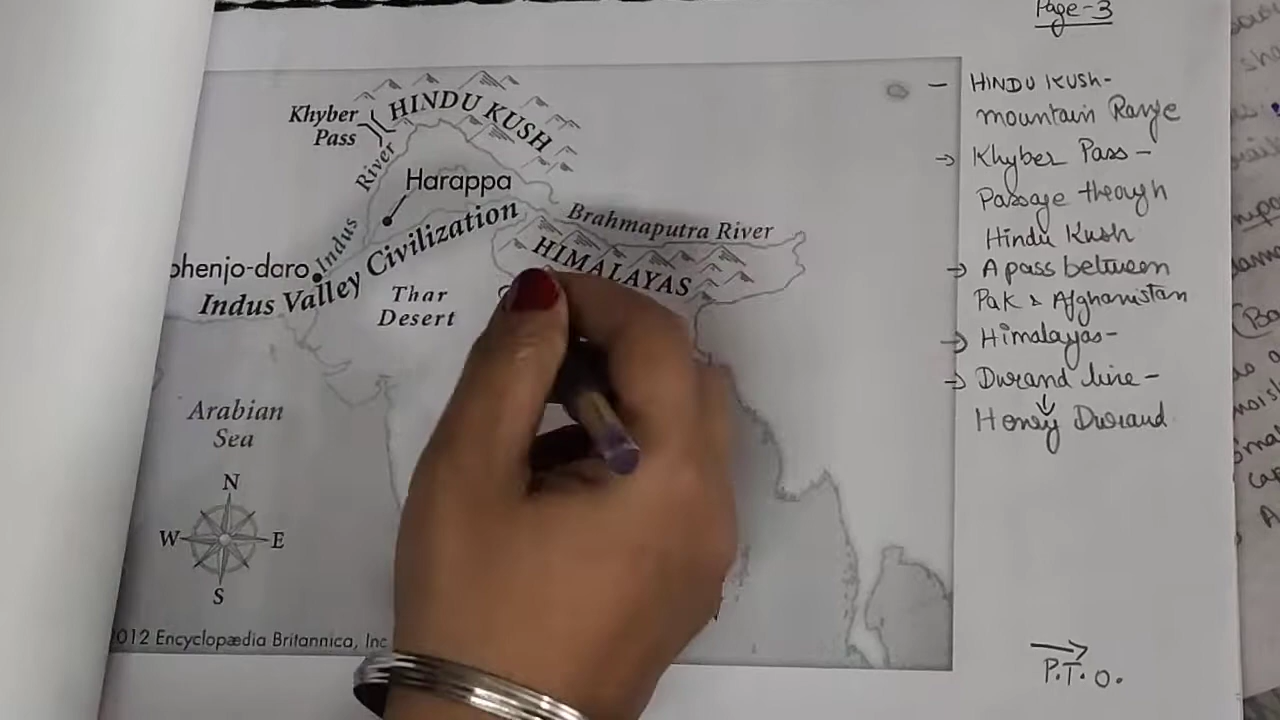 Page-3
Khyber
Pass
HINDU KUSH
Indus River
Harappa
Brahmaputra River
HIMALAYAS
ohenjo-daro
Indus Valley Civilization
Thar
Desert
Arabian
Sea
N
W
E
S
2012 Encyclopædia Britannica, Inc
- HINDU KUSH-
mountain Range
→ Khyber Pass -
Passage through
Hindu Kush
→ A pass between
Pak & Afghanistan
→ Himalayas-
→ Durand line -
↓
Henry Durand
→
P.T.O.